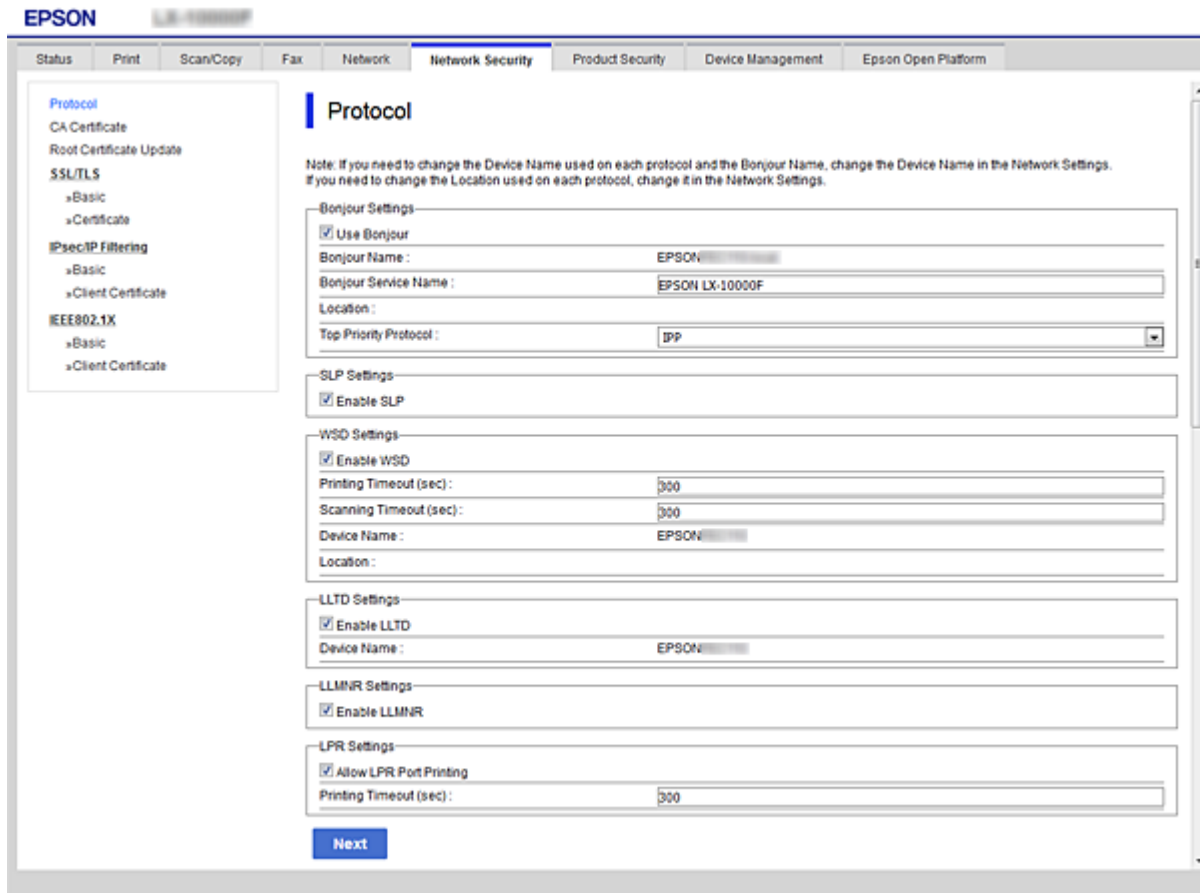 EPSON
Status Print Scan/Copy Fax Network Network Security Product Security Device Management Epson Open Platform
Protocol
CA Certificate
Root Certificate Update
SSL/TLS
»Basic
»Certificate
IPsec/IP Filtering
»Basic
»Client Certificate
IEEE802.1X
»Basic
»Client Certificate
Protocol
Note: If you need to change the Device Name used on each protocol and the Bonjour Name, change the Device Name in the Network Settings.
If you need to change the Location used on each protocol, change it in the Network Settings.
Bonjour Settings
Use Bonjour
Bonjour Name : EPSON
Bonjour Service Name : EPSON LX-10000F
Location :
Top Priority Protocol : IPP
SLP Settings
Enable SLP
WSD Settings
Enable WSD
Printing Timeout (sec) : 300
Scanning Timeout (sec) : 300
Device Name : EPSON
Location :
LLTD Settings
Enable LLTD
Device Name : EPSON
LLMNR Settings
Enable LLMNR
LPR Settings
Allow LPR Port Printing
Printing Timeout (sec) : 300
Next